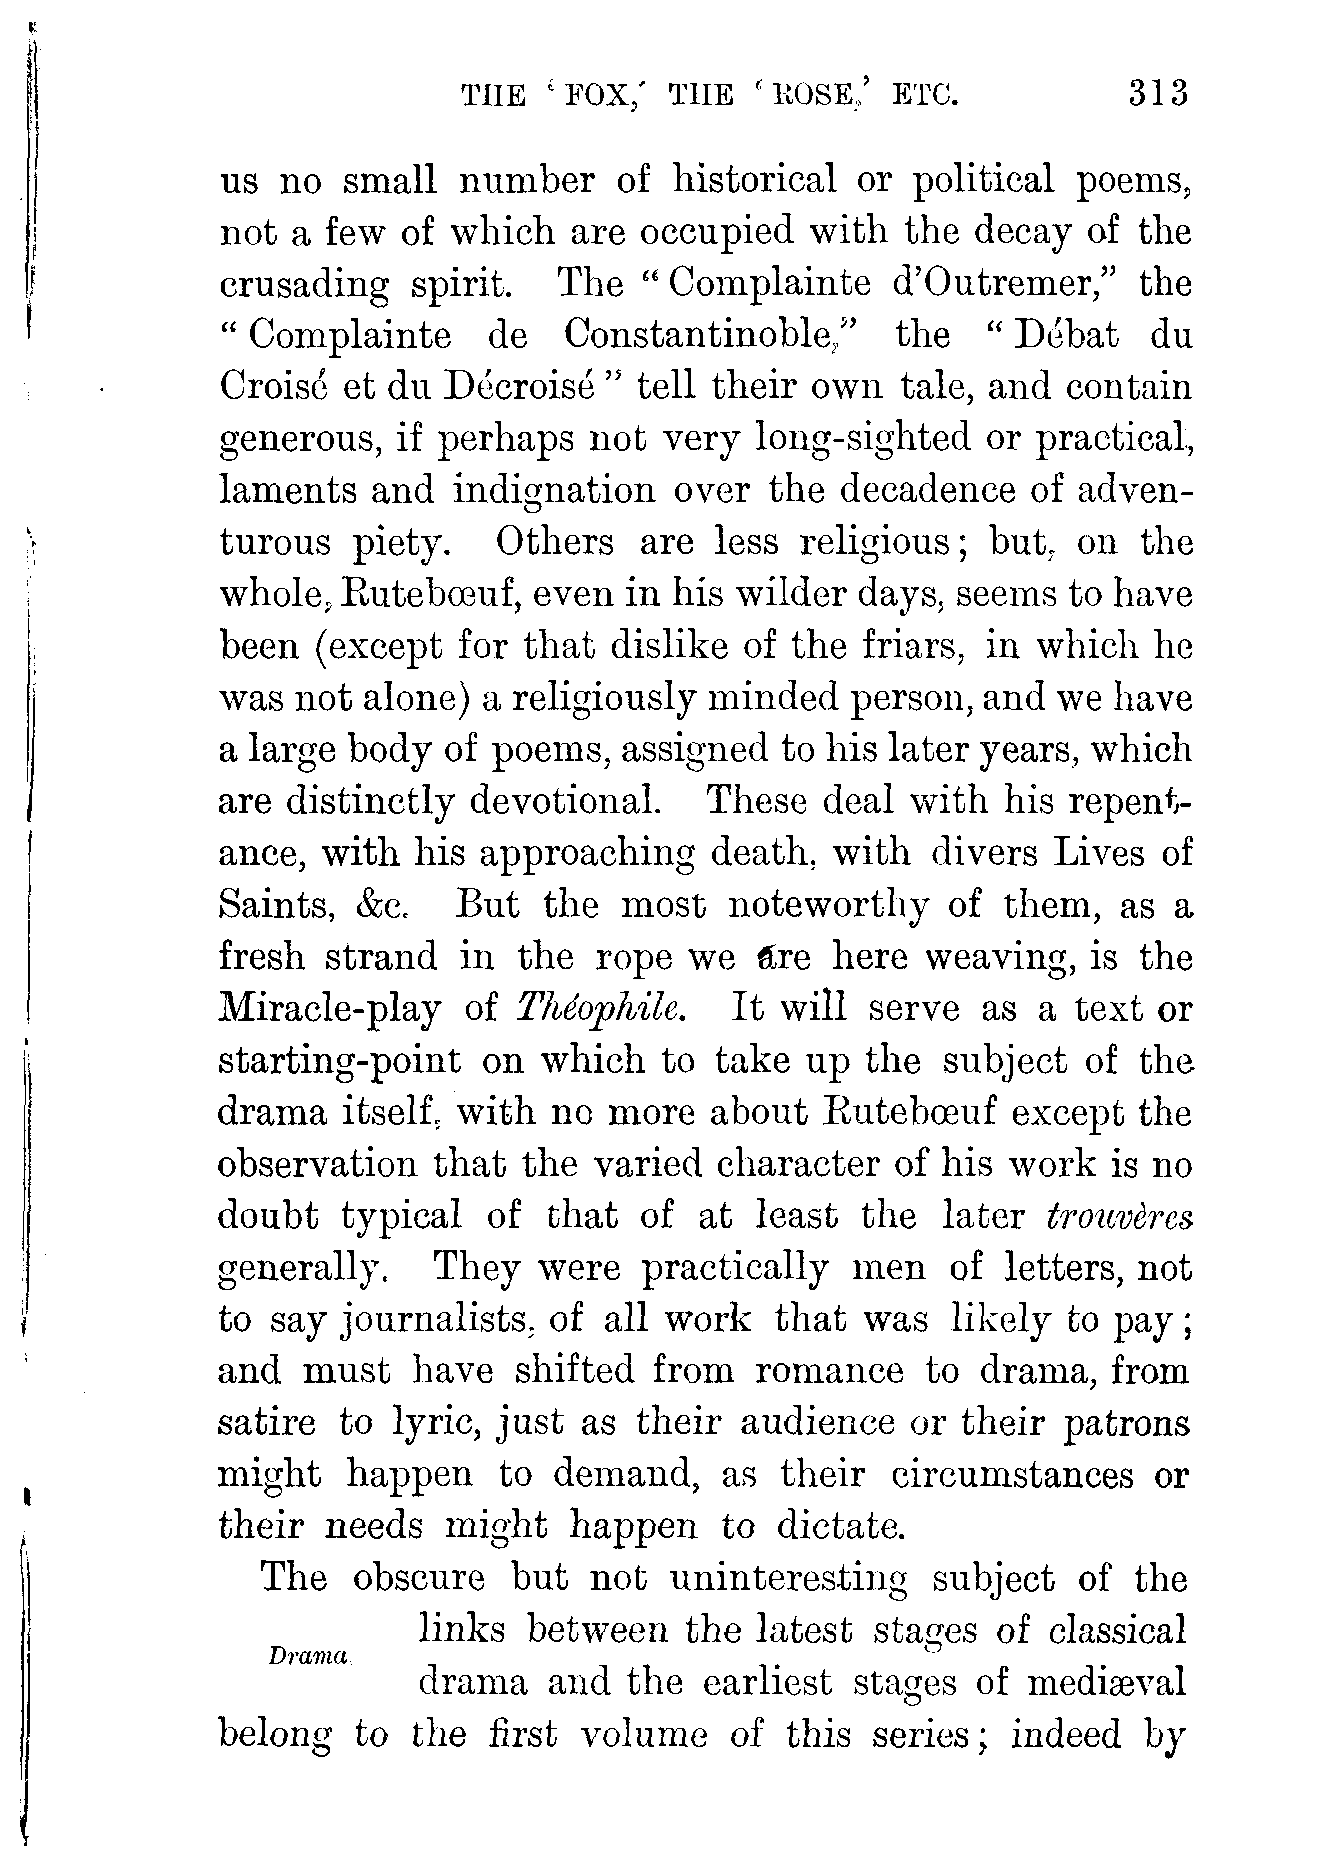 THE ‘FOX,’ THE ‘ROSE,’ ETC. 313
us no small number of historical or political poems,
not a few of which are occupied with the decay of the
crusading spirit. The “Complainte d’Outremer,” the
“Complainte de Constantinoble,” the “Débat du
Croisé et du Décroisé” tell their own tale, and contain
generous, if perhaps not very long-sighted or practical,
laments and indignation over the decadence of adven-
turous piety. Others are less religious; but, on the
whole, Rutebœuf, even in his wilder days, seems to have
been (except for that dislike of the friars, in which he
was not alone) a religiously minded person, and we have
a large body of poems, assigned to his later years, which
are distinctly devotional. These deal with his repent-
ance, with his approaching death, with divers Lives of
Saints, &c. But the most noteworthy of them, as a
fresh strand in the rope we are here weaving, is the
Miracle-play of Théophile. It will serve as a text or
starting-point on which to take up the subject of the
drama itself, with no more about Rutebœuf except the
observation that the varied character of his work is no
doubt typical of that of at least the later trouvères
generally. They were practically men of letters, not
to say journalists, of all work that was likely to pay;
and must have shifted from romance to drama, from
satire to lyric, just as their audience or their patrons
might happen to demand, as their circumstances or
their needs might happen to dictate.
The obscure but not uninteresting subject of the
links between the latest stages of classical
Drama.
drama and the earliest stages of mediæval
belong to the first volume of this series; indeed by